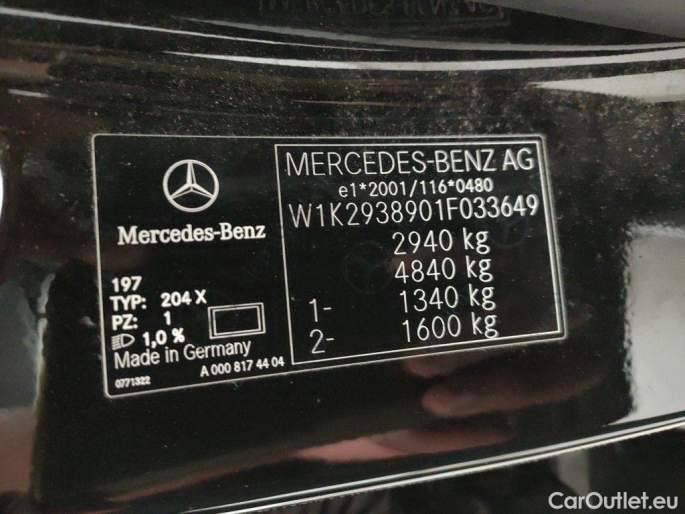 Mercedes-Benz
197
TYP: 204 X
PZ: 1
1,0 %
Made in Germany
0771322
A 000 817 44 04
MERCEDES-BENZ AG
e1*2001/116*0480
W1K2938901F033649
2940 kg
4840 kg
1- 1340 kg
2- 1600 kg
CarOutlet.eu